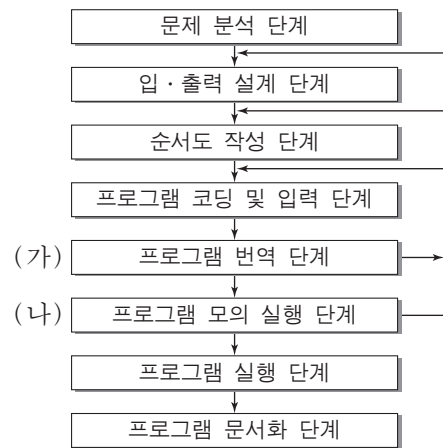 문제 분석 단계
입·출력 설계 단계
순서도 작성 단계
프로그램 코딩 및 입력 단계
(가) 프로그램 번역 단계
(나) 프로그램 모의 실행 단계
프로그램 실행 단계
프로그램 문서화 단계